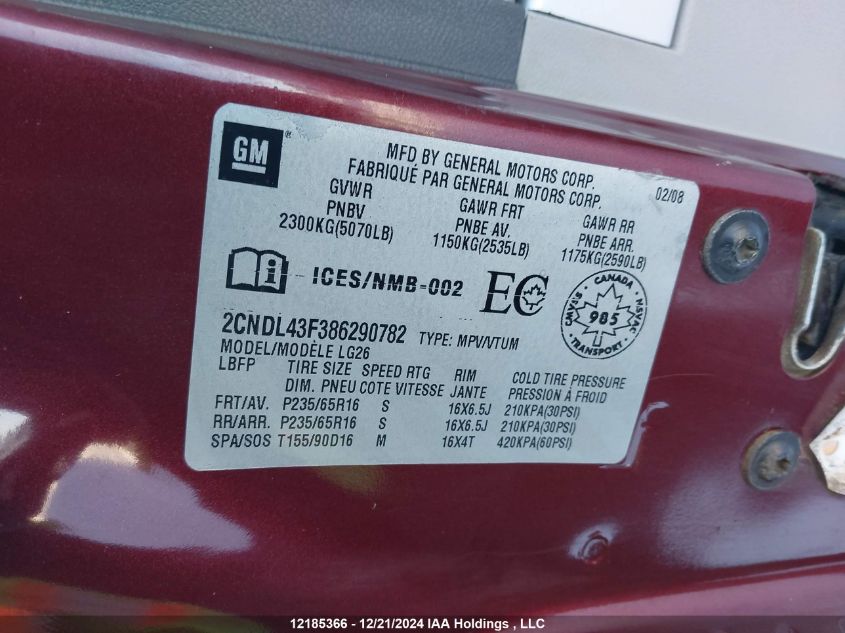 GM®
MFD BY GENERAL MOTORS CORP.
FABRIQUÉ PAR GENERAL MOTORS CORP.
02/08
GVWR GAWR FRT GAWR RR
PNBV PNBE AV. PNBE ARR.
2300KG(5070LB) 1150KG(2535LB) 1175KG(2590LB)
i ICES/NMB-002 EC
CANADA
CMVSS NSVAC
985
TRANSPORT
2CNDL43F386290782 TYPE: MPV/VTUM
MODEL/MODÈLE LG26
LBFP TIRE SIZE SPEED RTG RIM COLD TIRE PRESSURE
DIM. PNEU COTE VITESSE JANTE PRESSION À FROID
FRT/AV. P235/65R16 S 16X6.5J 210KPA(30PSI)
RR/ARR. P235/65R16 S 16X6.5J 210KPA(30PSI)
SPA/SOS T155/90D16 M 16X4T 420KPA(60PSI)
12185366 - 12/21/2024 IAA Holdings , LLC